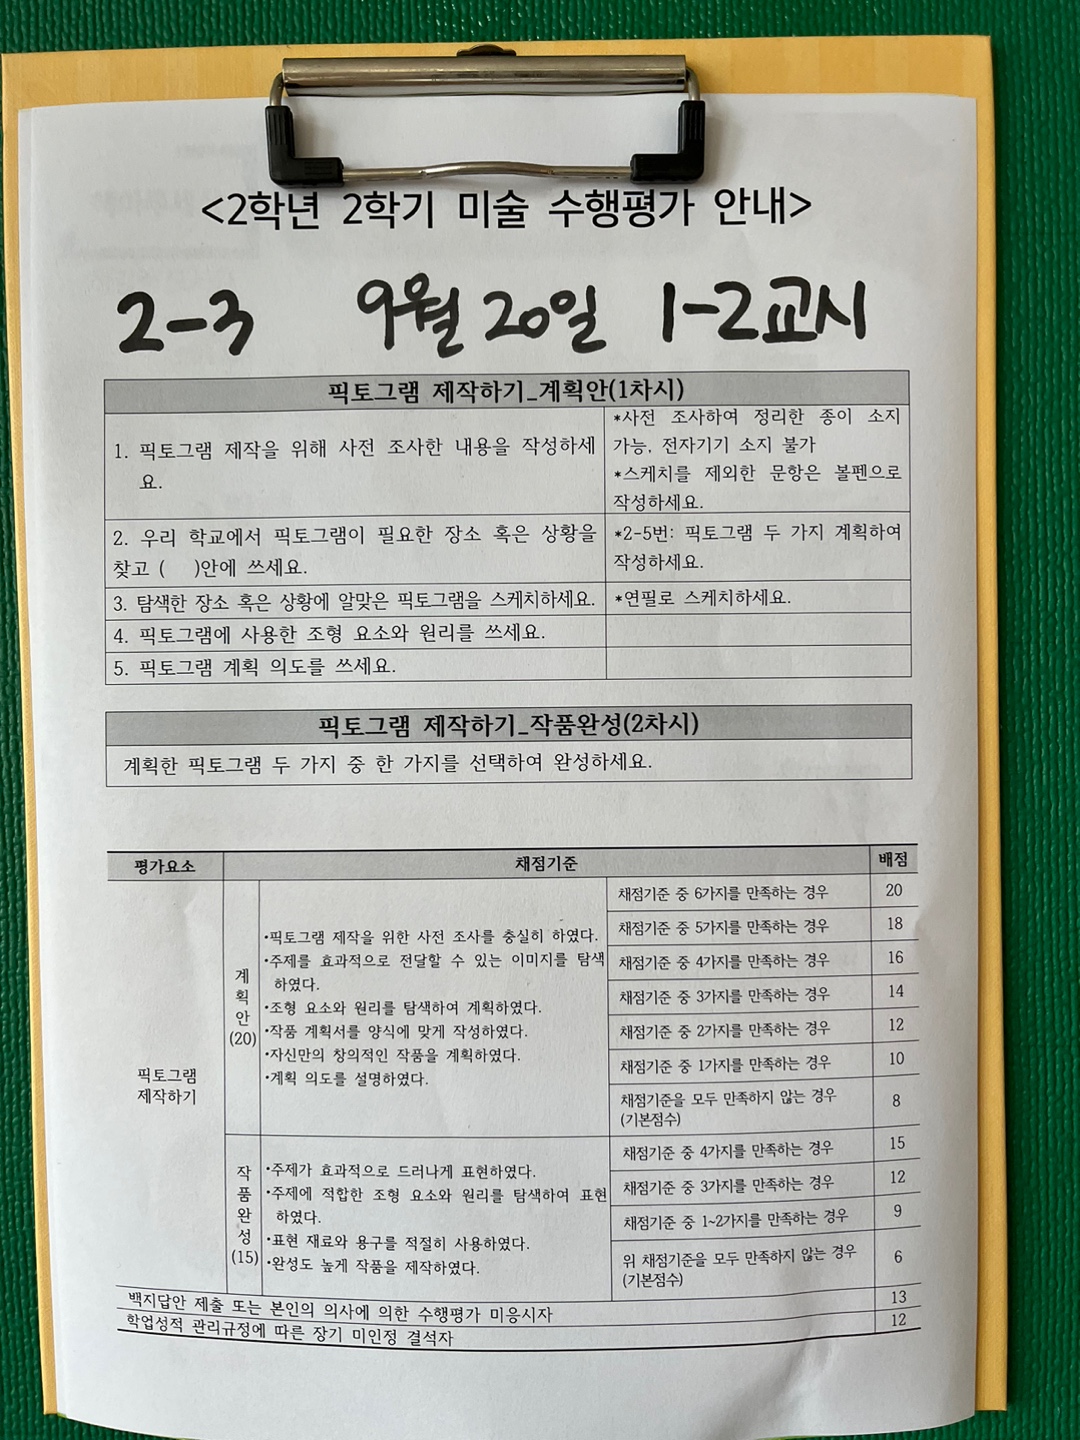 <2학년 2학기 미술 수행평가 안내>
2-3 9월 20일 1-2교시
픽토그램 제작하기_계획안(1차시)
1. 픽토그램 제작을 위해 사전 조사한 내용을 작성하세
요.
*사전 조사하여 정리한 종이 소지
가능, 전자기기 소지 불가
*스케치를 제외한 문항은 볼펜으로
작성하세요.
2. 우리 학교에서 픽토그램이 필요한 장소 혹은 상황을
찾고 ( )안에 쓰세요.
*2-5번: 픽토그램 두 가지 계획하여
작성하세요.
3. 탐색한 장소 혹은 상황에 알맞은 픽토그램을 스케치하세요.
*연필로 스케치하세요.
4. 픽토그램에 사용한 조형 요소와 원리를 쓰세요.
5. 픽토그램 계획 의도를 쓰세요.
픽토그램 제작하기_작품완성(2차시)
계획한 픽토그램 두 가지 중 한 가지를 선택하여 완성하세요.
평가요소 채점기준 배점
픽토그램
제작하기
계
획
안
(20)
•픽토그램 제작을 위한 사전 조사를 충실히 하였다.
•주제를 효과적으로 전달할 수 있는 이미지를 탐색
하였다.
•조형 요소와 원리를 탐색하여 계획하였다.
•작품 계획서를 양식에 맞게 작성하였다.
•자신만의 창의적인 작품을 계획하였다.
•계획 의도를 설명하였다.
채점기준 중 6가지를 만족하는 경우 20
채점기준 중 5가지를 만족하는 경우 18
채점기준 중 4가지를 만족하는 경우 16
채점기준 중 3가지를 만족하는 경우 14
채점기준 중 2가지를 만족하는 경우 12
채점기준 중 1가지를 만족하는 경우 10
채점기준을 모두 만족하지 않는 경우 8
(기본점수)
작
품
완
성
(15)
•주제가 효과적으로 드러나게 표현하였다.
•주제에 적합한 조형 요소와 원리를 탐색하여 표현
하였다.
•표현 재료와 용구를 적절히 사용하였다.
•완성도 높게 작품을 제작하였다.
채점기준 중 4가지를 만족하는 경우 15
채점기준 중 3가지를 만족하는 경우 12
채점기준 중 1~2가지를 만족하는 경우 9
위 채점기준을 모두 만족하지 않는 경우 6
(기본점수)
백지답안 제출 또는 본인의 의사에 의한 수행평가 미응시자 13
학업성적 관리규정에 따른 장기 미인정 결석자 12